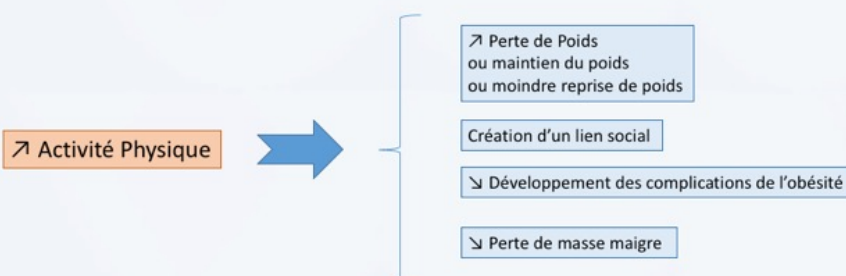 ↗ Activité Physique
↗ Perte de Poids
ou maintien du poids
ou moindre reprise de poids
Création d'un lien social
↘ Développement des complications de l'obésité
↘ Perte de masse maigre